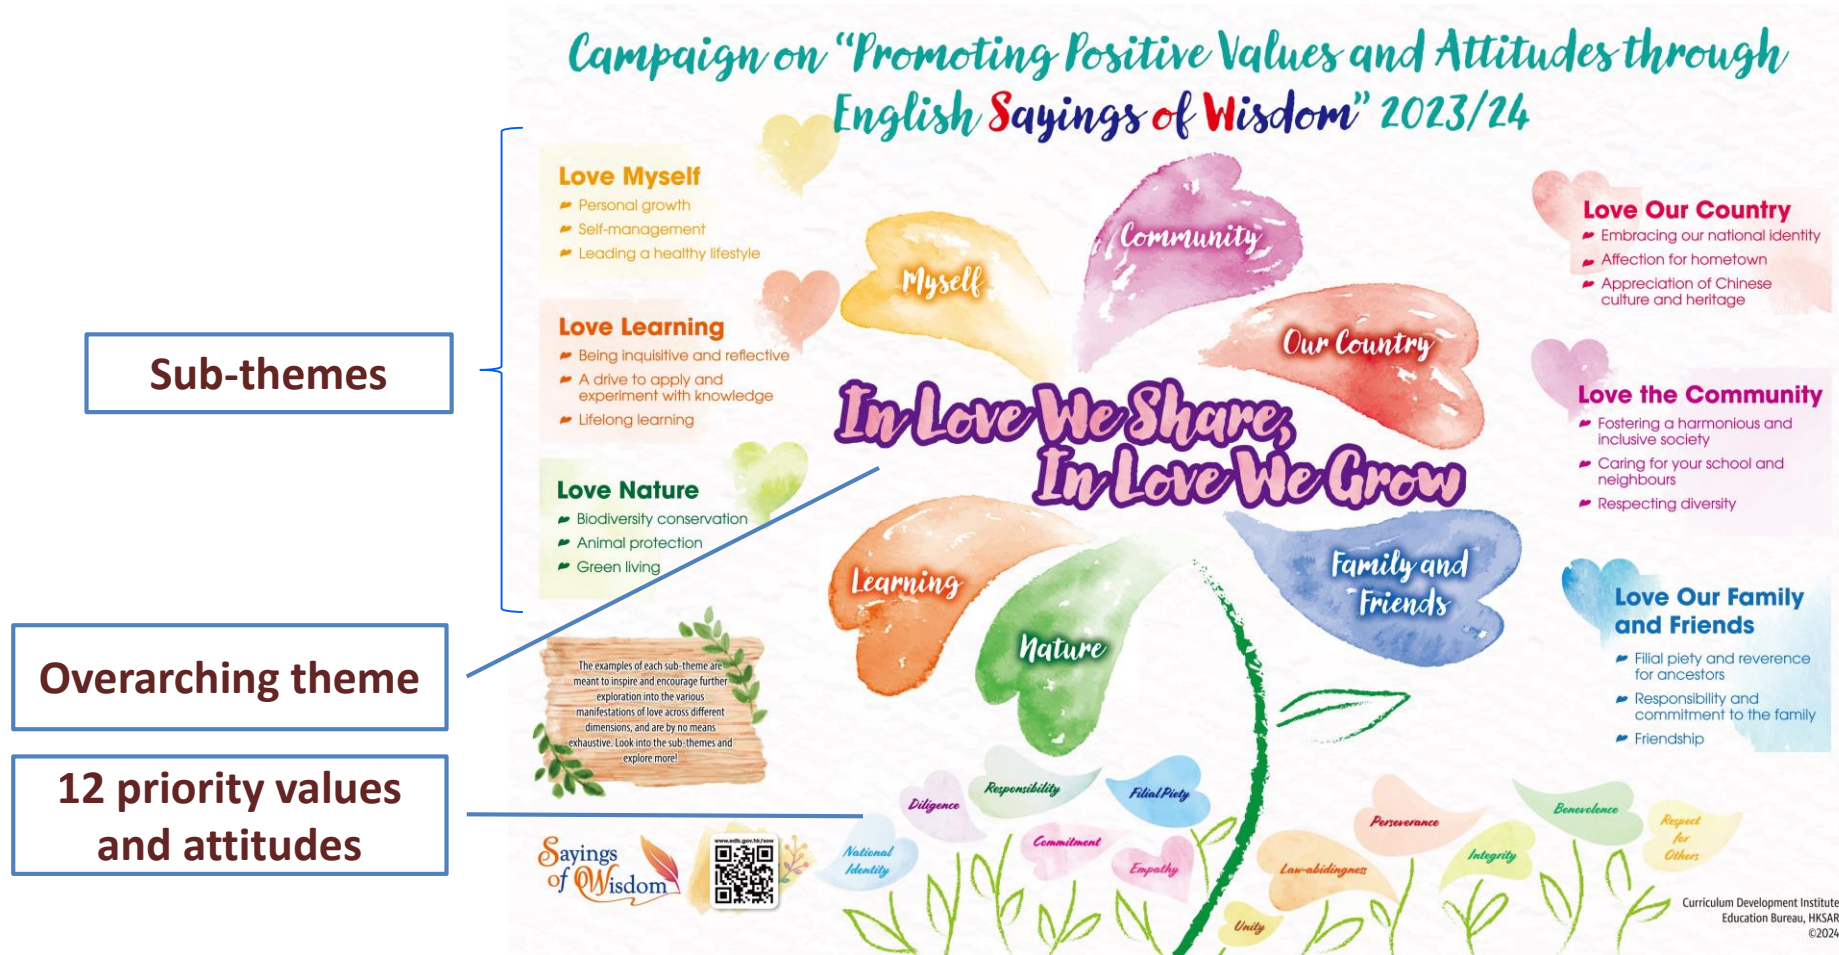 Campaign on “Promoting Positive Values and Attitudes through
English Sayings of Wisdom” 2023/24
Sub-themes
Overarching theme
12 priority values
and attitudes
Love Myself
Personal growth
Self-management
Leading a healthy lifestyle
Love Learning
Being inquisitive and reflective
A drive to apply and
experiment with knowledge
Lifelong learning
Love Nature
Biodiversity conservation
Animal protection
Green living
The examples of each sub-theme are
meant to inspire and encourage further
exploration into the various
manifestations of love across different
dimensions, and are by no means
exhaustive. Look into the sub-themes and
explore more!
Sayings
of Wisdom
www.edb.gov.hk/sow
Myself
Community
Our Country
In Love We Share,
In Love We Grow
Learning
Nature
Family and
Friends
Love Our Country
Embracing our national identity
Affection for hometown
Appreciation of Chinese
culture and heritage
Love the Community
Fostering a harmonious and
inclusive society
Caring for your school and
neighbours
Respecting diversity
Love Our Family
and Friends
Filial piety and reverence
for ancestors
Responsibility and
commitment to the family
Friendship
National
Identity
Diligence
Responsibility
Filial Piety
Commitment
Empathy
Unity
Law-abidingness
Perseverance
Integrity
Benevolence
Respect
for
Others
Curriculum Development Institute
Education Bureau, HKSAR
©2024